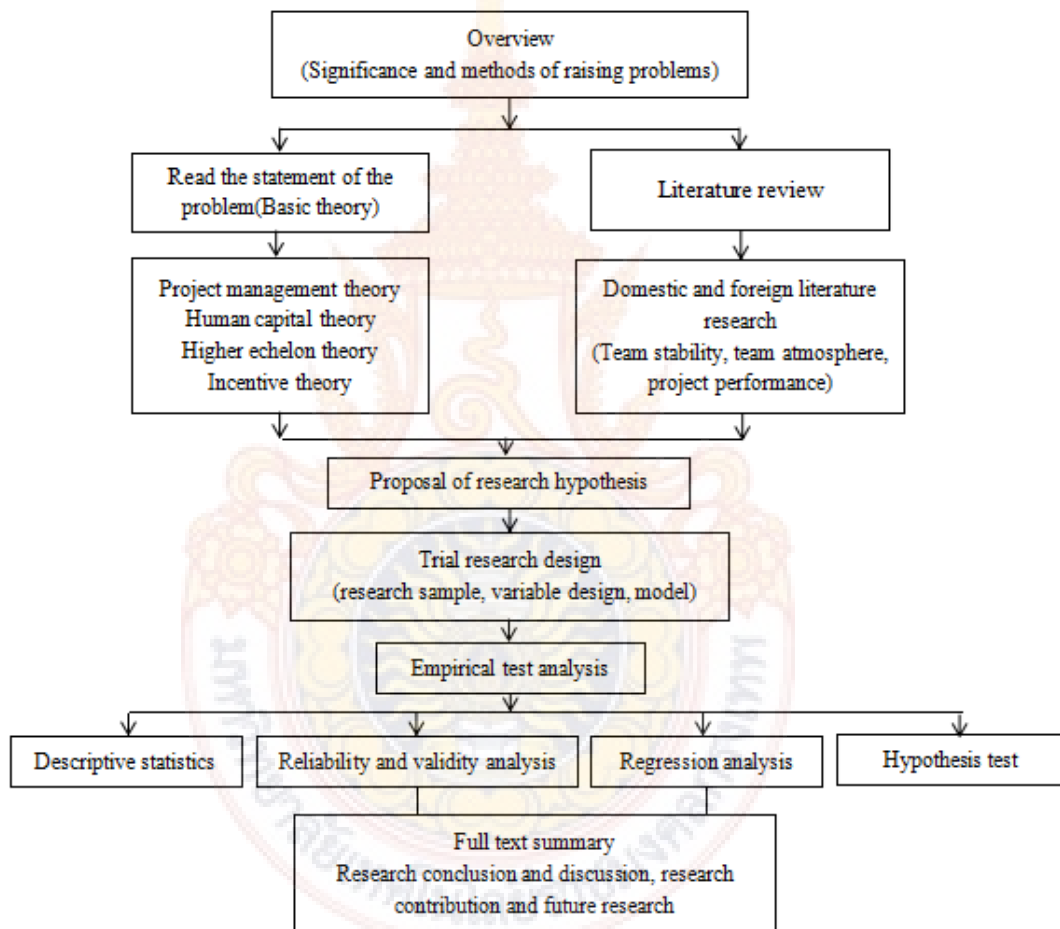 Overview
(Significance and methods of raising problems)
Read the statement of the
problem(Basic theory)
Literature review
Project management theory
Human capital theory
Higher echelon theory
Incentive theory
Domestic and foreign literature
research
(Team stability, team atmosphere,
project performance)
Proposal of research hypothesis
Trial research design
(research sample, variable design, model)
Empirical test analysis
Descriptive statistics
Reliability and validity analysis
Regression analysis
Hypothesis test
Full text summary
Research conclusion and discussion, research
contribution and future research